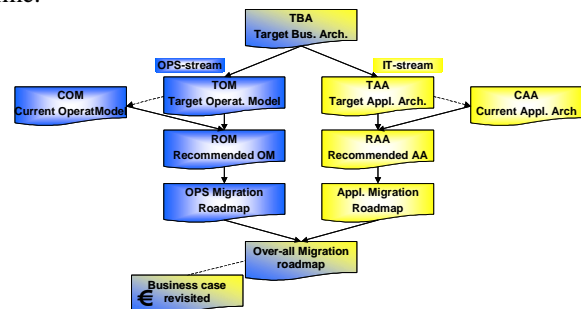 TBA
Target Bus. Arch.
OPS-stream
IT-stream
COM
Current OperatModel
TOM
Target Operat. Model
TAA
Target Appl. Arch.
CAA
Current Appl. Arch
ROM
Recommended OM
RAA
Recommended AA
OPS Migration
Roadmap
Appl. Migration
Roadmap
Over-all Migration
roadmap
Business case
€ revisited